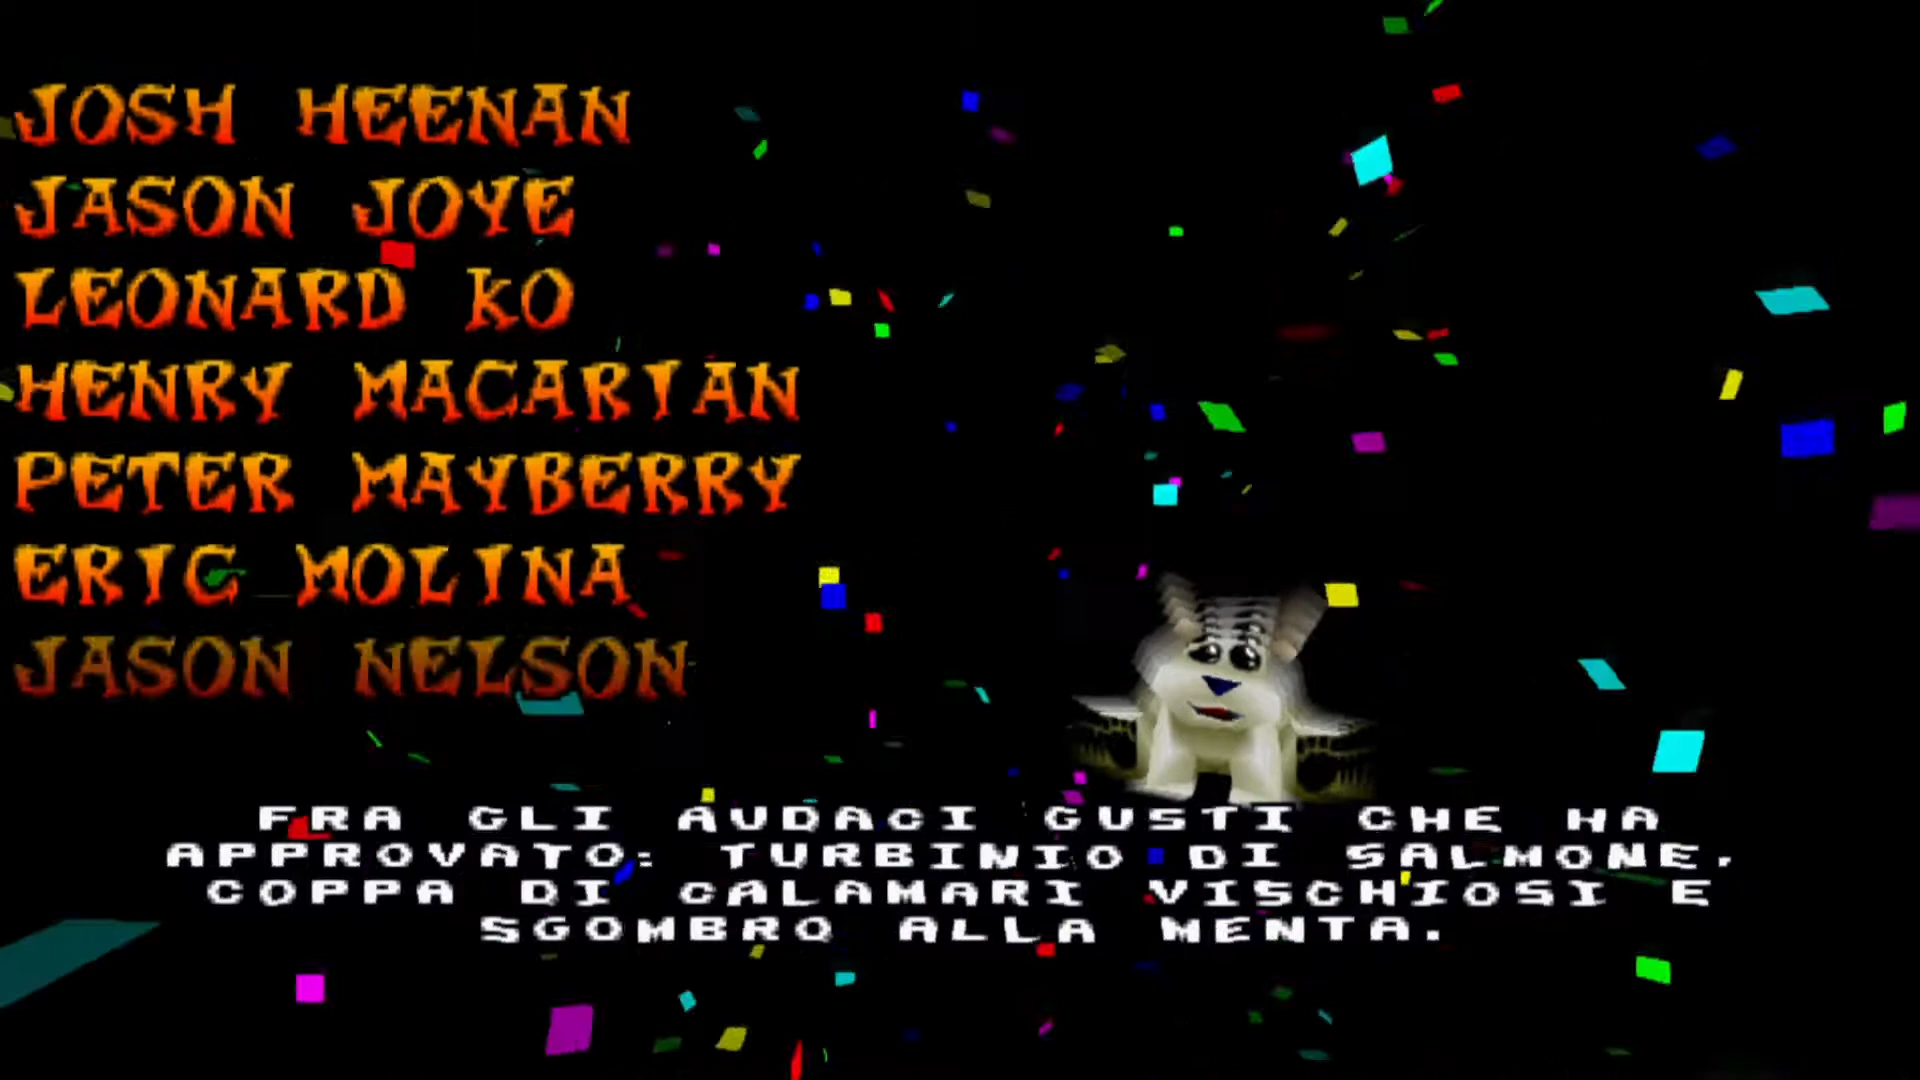 JOSH HEENAN
JASON JOYE
LEONARD KO
HENRY MACARIAN
PETER MAYBERRY
ERIC MOLINA
JASON NELSON
FRA GLI AUDACI GUSTI CHE HA
APPROVATO: TURBINIO DI SALMONE,
COPPA DI CALAMARI VISCHIOSI E
SGOMBRO ALLA MENTA.